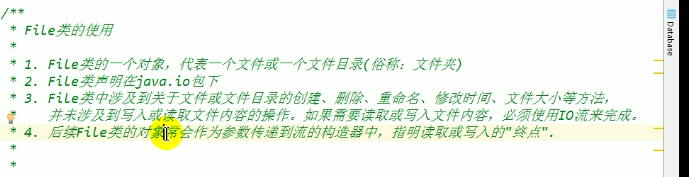 /**
* File类的使用
*
* 1. File类的一个对象，代表一个文件或一个文件目录(俗称：文件夹)
* 2. File类声明在java.io包下
* 3. File类中涉及到关于文件或文件目录的创建、删除、重命名、修改时间、文件大小等方法，
* 并未涉及到写入或读取文件内容的操作。如果需要读取或写入文件内容，必须使用IO流来完成。
* 4. 后续File类的对象常会作为参数传递到流的构造器中，指明读取或写入的"终点".
*
*
Database